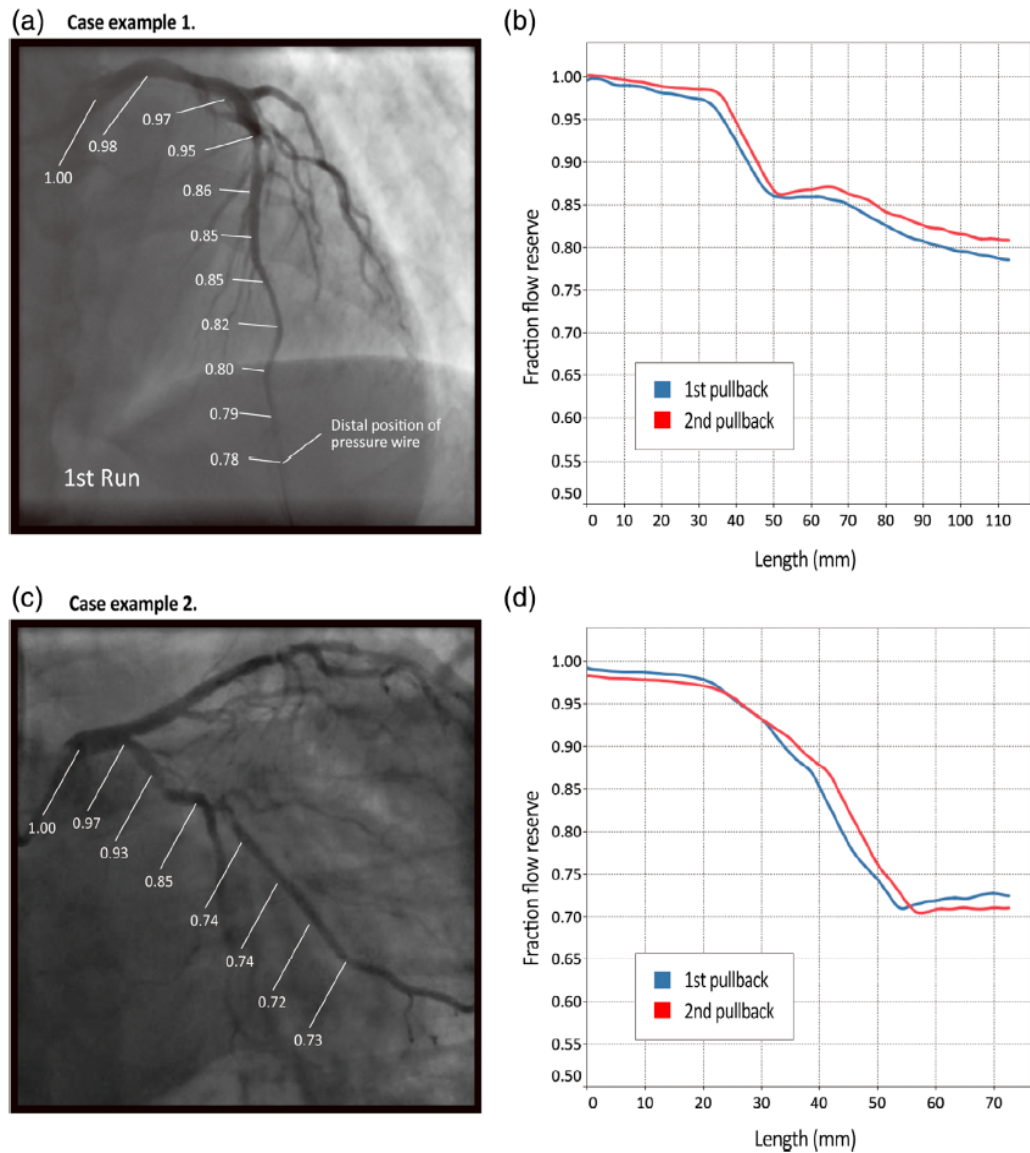 (a) Case example 1.
1.00
0.98
0.97
0.95
0.86
0.85
0.85
0.82
0.80
0.79
0.78
Distal position of
pressure wire
1st Run
(b)
Fraction flow reserve
1.00
0.95
0.90
0.85
0.80
0.75
0.70
0.65
0.60
0.55
0.50
1st pullback
2nd pullback
0 10 20 30 40 50 60 70 80 90 100 110
Length (mm)
(c) Case example 2.
1.00
0.97
0.93
0.85
0.74
0.74
0.72
0.73
(d)
Fraction flow reserve
1.00
0.95
0.90
0.85
0.80
0.75
0.70
0.65
0.60
0.55
0.50
1st pullback
2nd pullback
0 10 20 30 40 50 60 70
Length (mm)